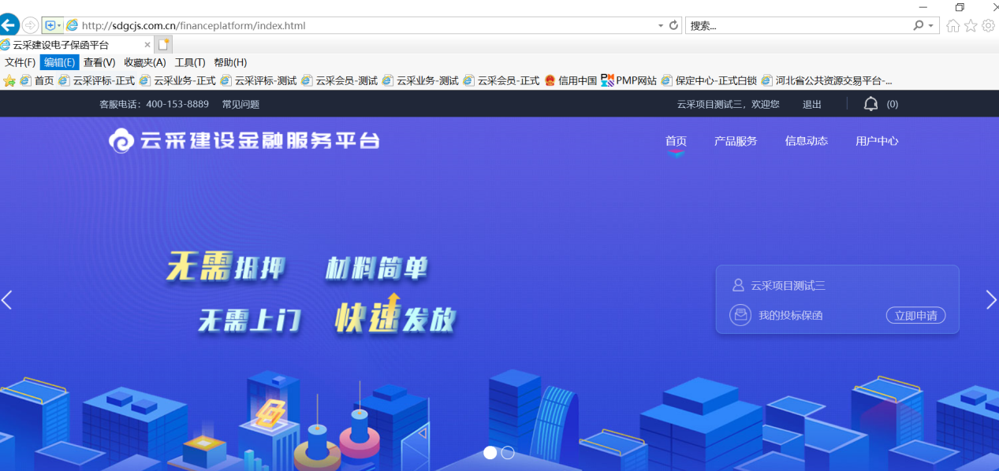 http://sdgcjs.com.cn/financeplatform/index.html 搜索...
云采建设电子保函平台
文件(F) 编辑(E) 查看(V) 收藏夹(A) 工具(T) 帮助(H)
首页 云采评标-正式 云采业务-正式 云采评标-测试 云采会员-测试 云采业务-测试 云采会员-正式 信用中国 PMP网站 保定中心-正式白锁 河北省公共资源交易平台-...
客服电话：400-153-8889 常见问题 云采项目测试三，欢迎您 退出 (0)
云采建设金融服务平台 首页 产品服务 信息动态 用户中心
无需抵押 材料简单
无需上门 快速发放
云采项目测试三
我的投标保函 立即申请